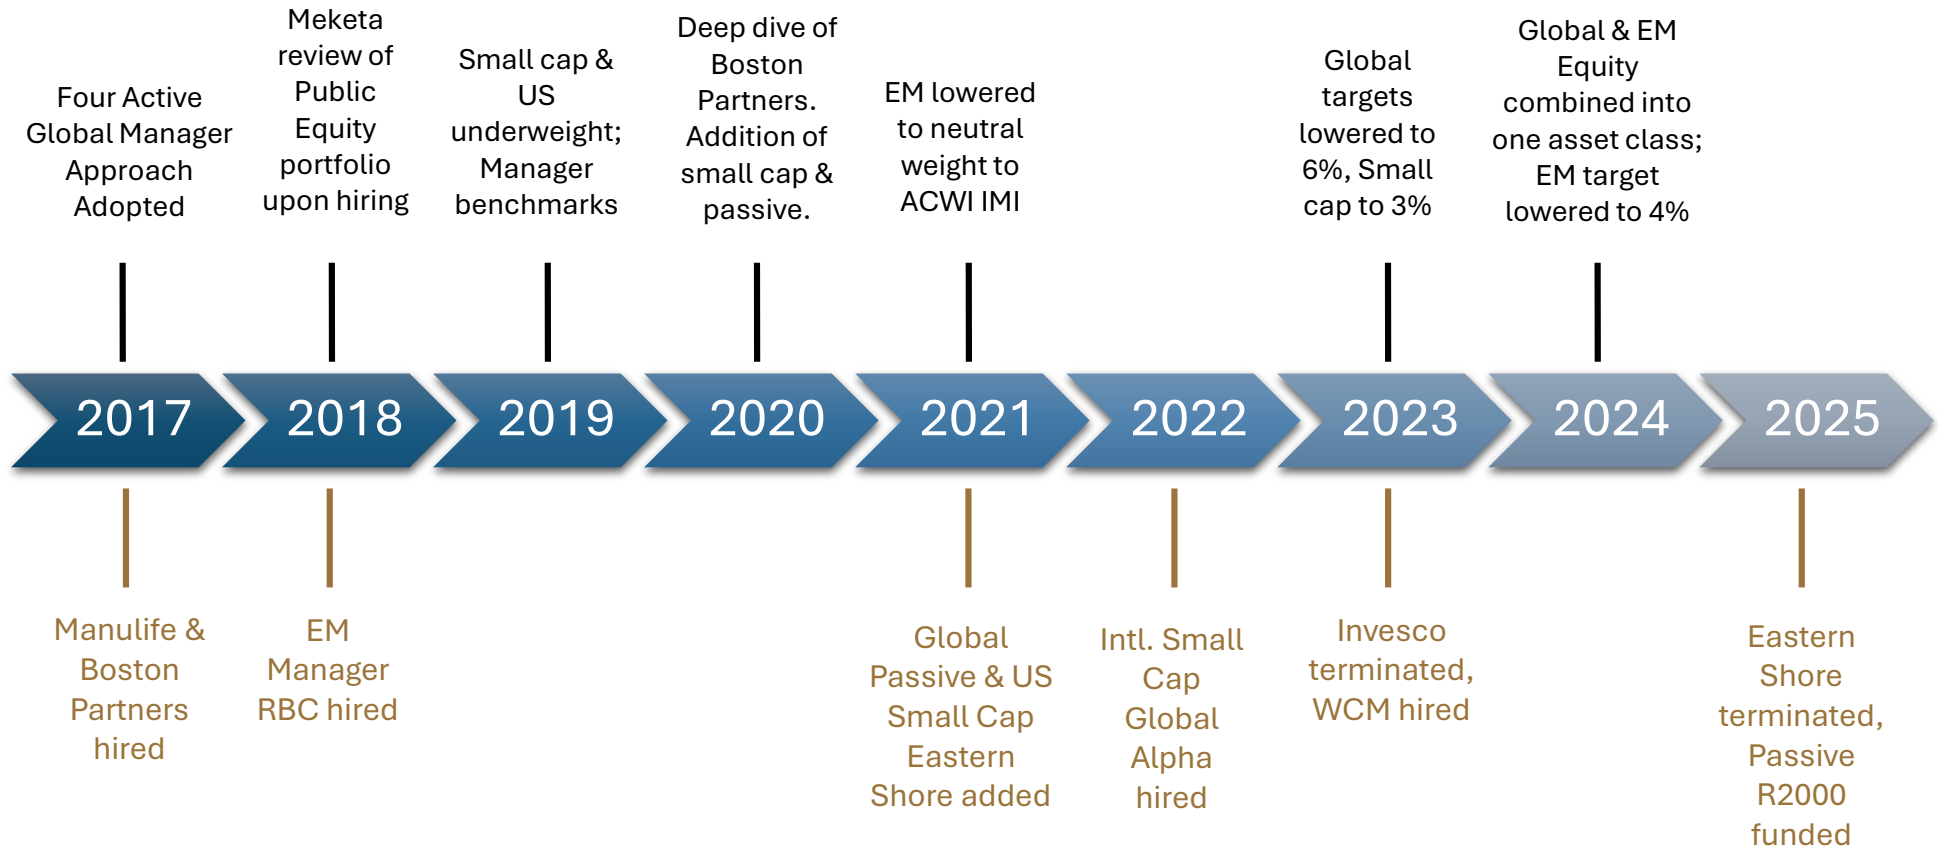 Four Active
Global Manager
Approach
Adopted
Meketa
review of
Public
Equity
portfolio
upon hiring
Small cap &
US
underweight;
Manager
benchmarks
Deep dive of
Boston
Partners.
Addition of
small cap &
passive.
EM lowered
to neutral
weight to
ACWI IMI
Global
targets
lowered to
6%, Small
cap to 3%
Global & EM
Equity
combined into
one asset class;
EM target
lowered to 4%
2017
2018
2019
2020
2021
2022
2023
2024
2025
Manulife &
Boston
Partners
hired
EM
Manager
RBC hired
Global
Passive & US
Small Cap
Eastern
Shore added
Intl. Small
Cap
Global
Alpha
hired
Invesco
terminated,
WCM hired
Eastern
Shore
terminated,
Passive
R2000
funded